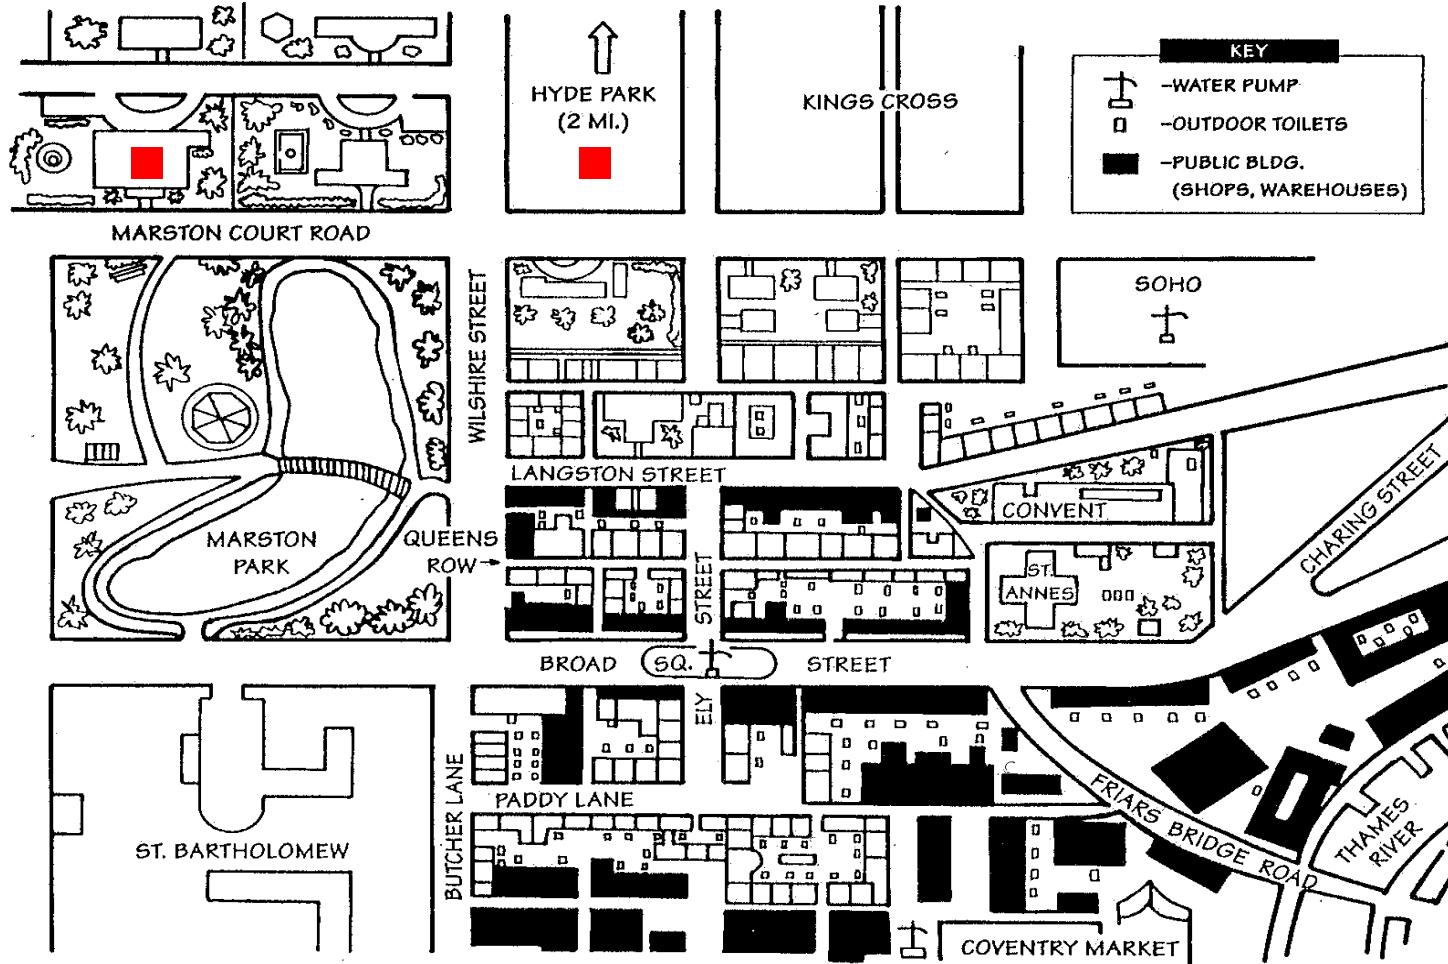 HYDE PARK
(2 MI.)
KINGS CROSS
KEY
-WATER PUMP
-OUTDOOR TOILETS
-PUBLIC BLDG.
(SHOPS, WAREHOUSES)
MARSTON COURT ROAD
WILSHIRE STREET
SOHO
LANGSTON STREET
CHARING STREET
CONVENT
MARSTON
PARK
QUEENS
ROW
STREET
ST.
ANNES
BROAD
SQ.
STREET
ELY
BUTCHER LANE
PADDY LANE
FRIARS BRIDGE ROAD
THAMES
RIVER
ST. BARTHOLOMEW
COVENTRY MARKET